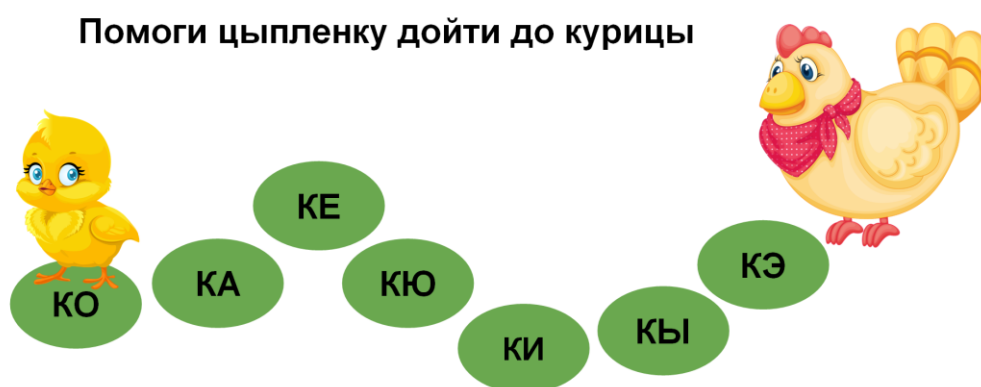 Помоги цыпленку дойти до курицы
КО
КА
КЕ
КЮ
КИ
КЫ
КЭ